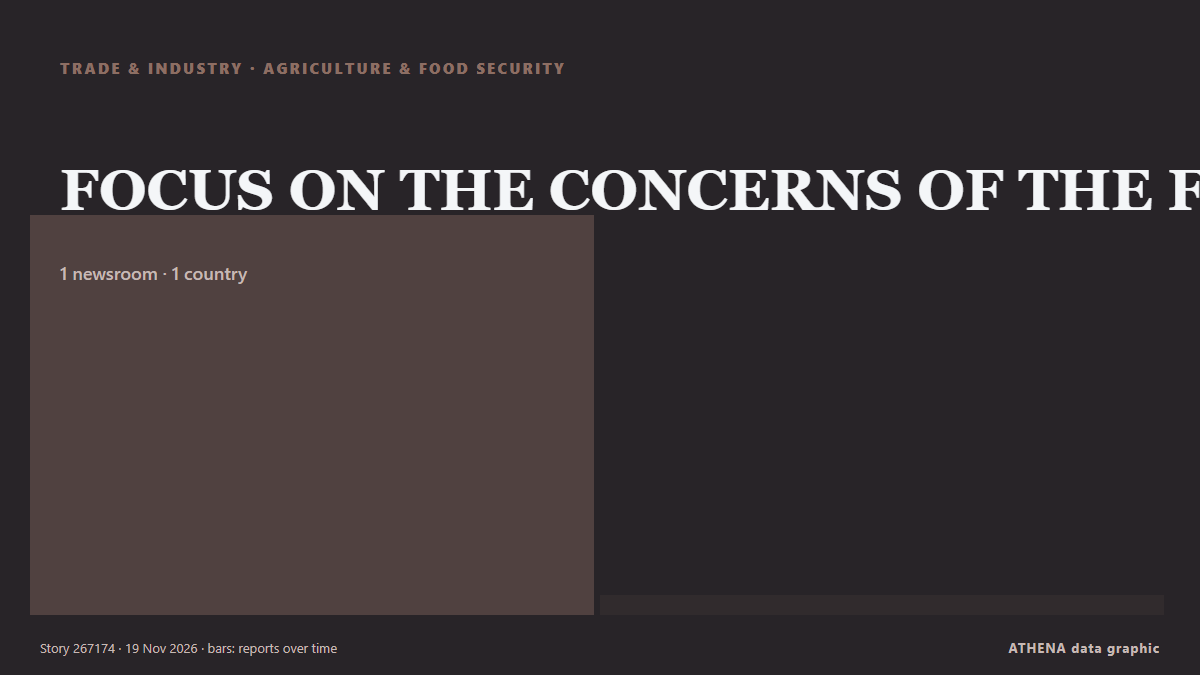 TRADE & INDUSTRY · AGRICULTURE & FOOD SECURITY
FOCUS ON THE CONCERNS OF THE
1 newsroom · 1 country
Story 267174 · 19 Nov 2026 · bars: reports over time
ATHENA data graphic